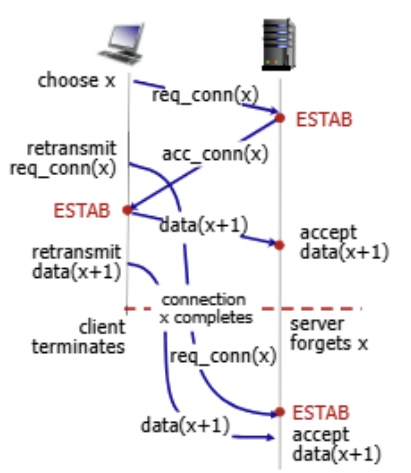 choose x
req_conn(x)
ESTAB
retransmit
req_conn(x)
acc_conn(x)
ESTAB
data(x+1)
accept
data(x+1)
retransmit
data(x+1)
connection
x completes
client
terminates
server
forgets x
req_conn(x)
ESTAB
data(x+1)
accept
data(x+1)